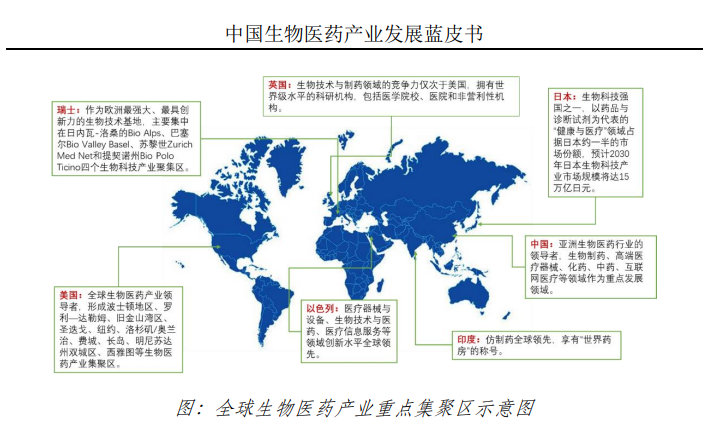 中国生物医药产业发展蓝皮书
英国：生物技术与制药领域的竞争力仅次于美国，拥有世
界级水平的科研机构，包括医学院校、医院和非营利性机
构。
瑞士：作为欧洲最强大、最具创
新力的生物技术基地，主要集中
在日内瓦-洛桑的Bio Alps、巴塞
尔Bio Valley Basel、苏黎世Zurich
Med Net和提契诺州Bio Polo
Ticino四个生物科技产业聚集区。
日本：生物科技强
国之一，以药品与
诊断试剂为代表的
“健康与医疗”领域占
据日本约一半的市
场份额，预计2030
年日本生物科技产
业市场规模将达15
万亿日元。
中国：亚洲生物医药行业的
领导者，生物制药、高端医
疗器械、化药、中药、互联
网医疗等领域作为重点发展
领域。
美国：全球生物医药产业领
导者，形成波士顿地区、罗
利—达勒姆、旧金山湾区、
圣迭戈、纽约、洛杉矶/奥兰
治、费城、长岛、明尼苏达
州双城区、西雅图等生物医
药产业集聚区。
以色列：医疗器械与
设备、生物技术与医
药、医疗信息服务等
领域创新水平全球领
先。
印度：仿制药全球领先，享有“世界药
房”的称号。
图：全球生物医药产业重点集聚区示意图